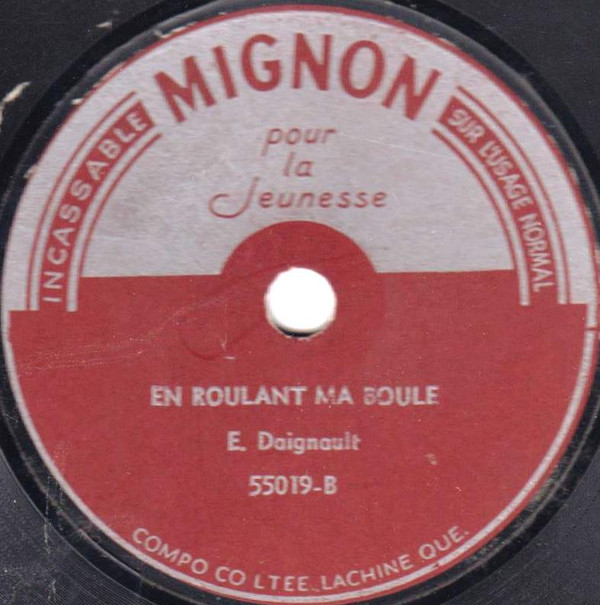 MIGNON
INCASSABLE
SUR L'USAGE NORMAL
pour
la
Jeunesse
EN ROULANT MA BOULE
E. Daignault
55019-B
COMPO CO LTEE. LACHINE QUE.